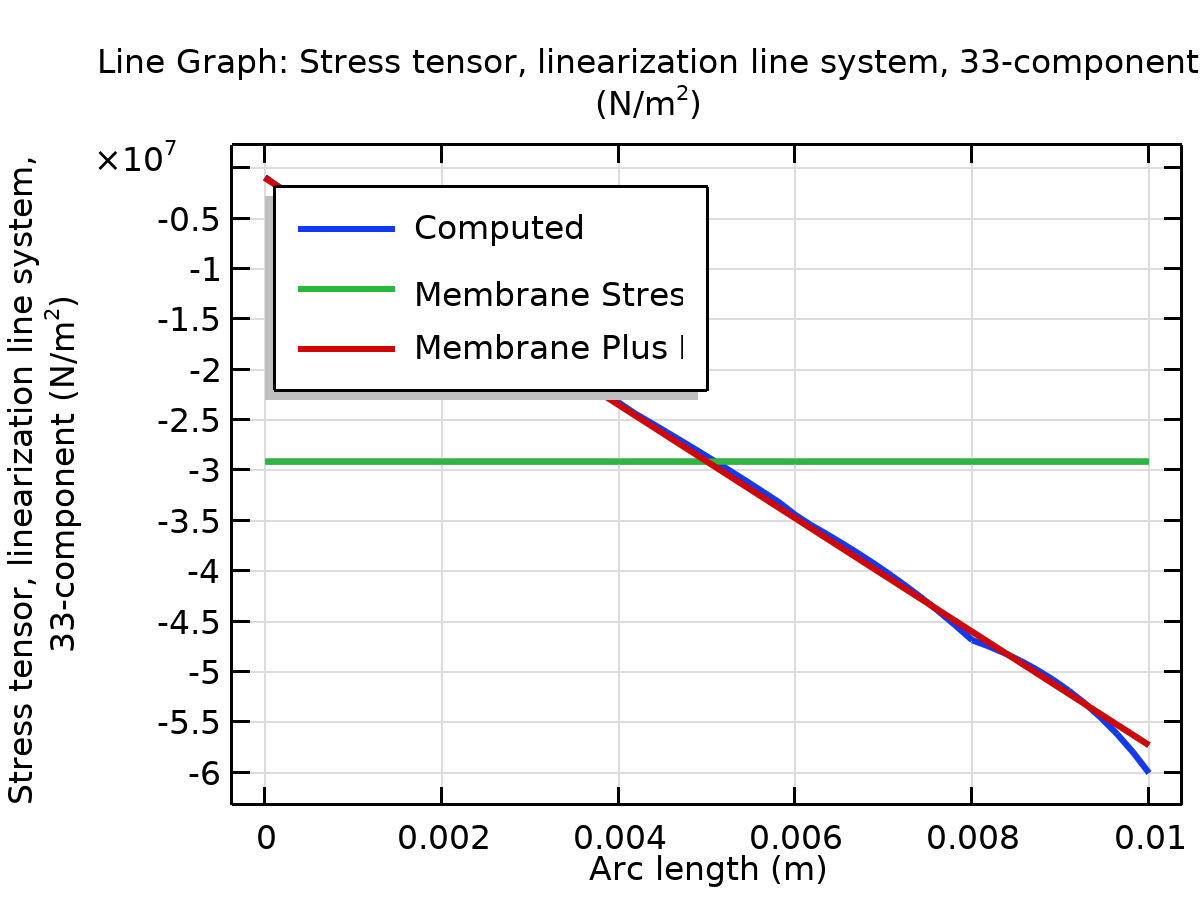 Line Graph: Stress tensor, linearization line system, 33-component
(N/m²)
×10⁷
Stress tensor, linearization line system,
33-component (N/m²)
Computed
Membrane Stres
Membrane Plus
-0.5
-1
-1.5
-2
-2.5
-3
-3.5
-4
-4.5
-5
-5.5
-6
0 0.002 0.004 0.006 0.008 0.01
Arc length (m)